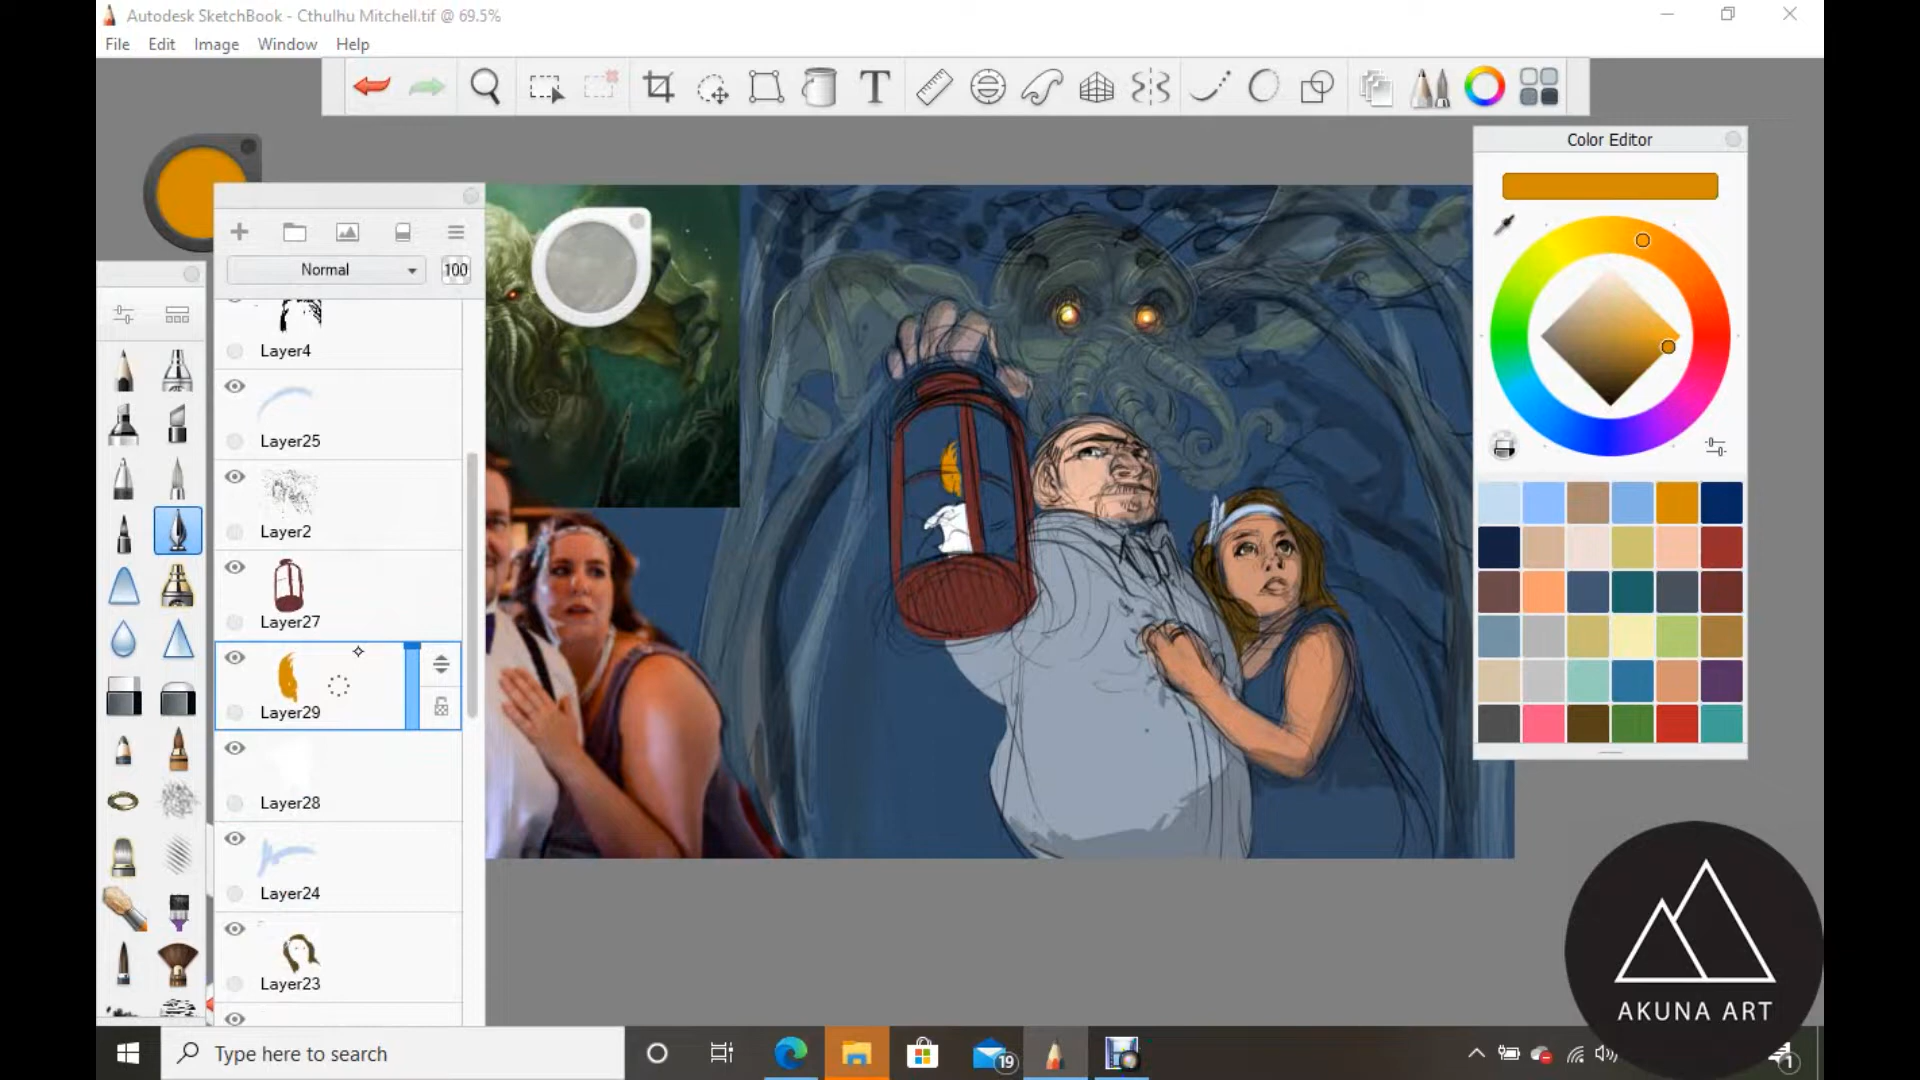 Autodesk SketchBook - Cthulhu Mitchell.tif @ 69.5%
File Edit Image Window Help
T
Color Editor
Normal 100
Layer4
Layer25
Layer2
Layer27
Layer29
Layer28
Layer24
Layer23
AKUNA ART
Type here to search
19
1